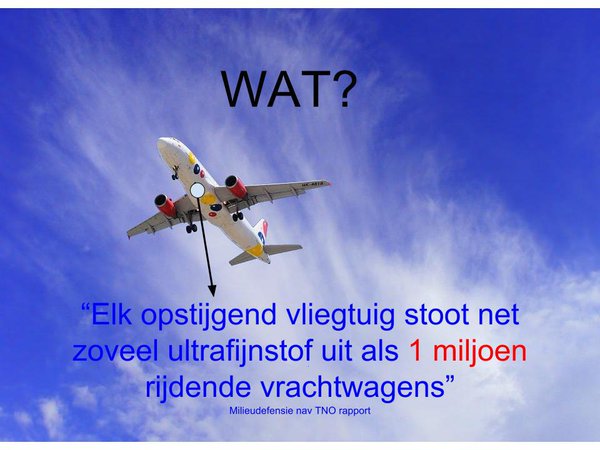 WAT?
“Elk opstijgend vliegtuig stoot net
zoveel ultrafijnstof uit als 1 miljoen
rijdende vrachtwagens”
Milieudefensie nav TNO rapport